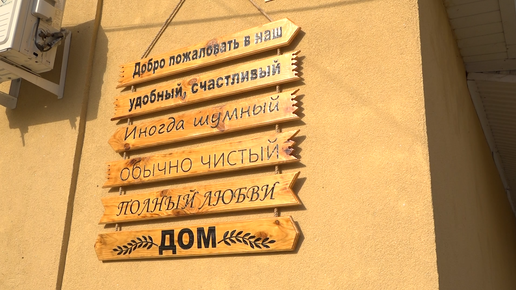 Добро пожаловать в наш
удобный, счастливый
Иногда шумный
обычно чистый
ПОЛНЫЙ ЛЮБВИ
ДОМ